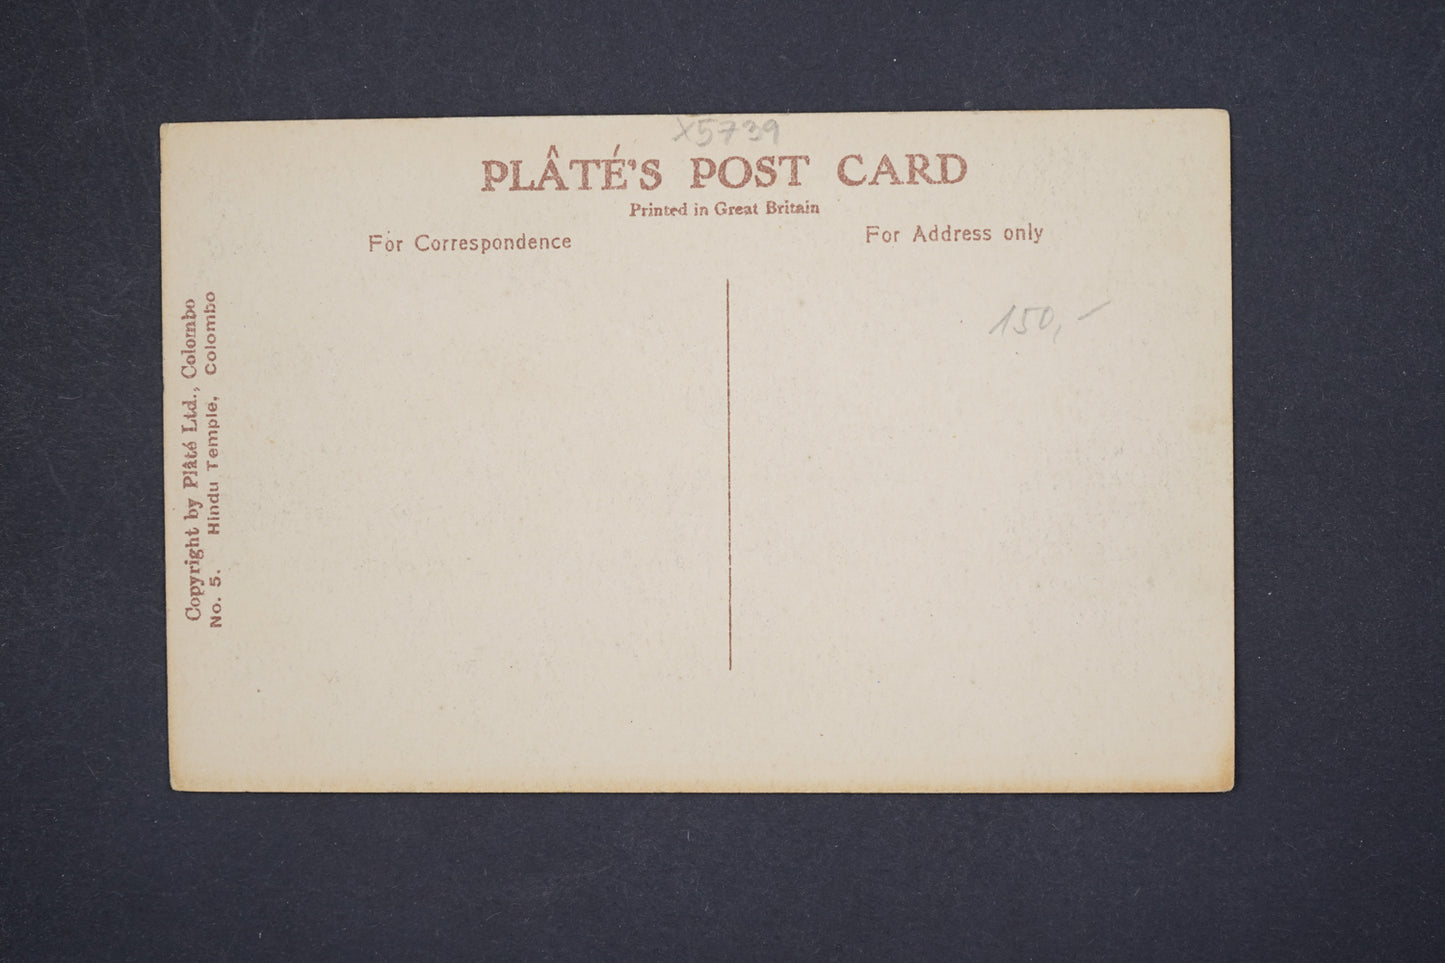 X5739
PLÂTÉ'S POST CARD
Printed in Great Britain
For Correspondence
For Address only
150,-
Copyright by Plâté Ltd., Colombo
No. 5. Hindu Temple, Colombo